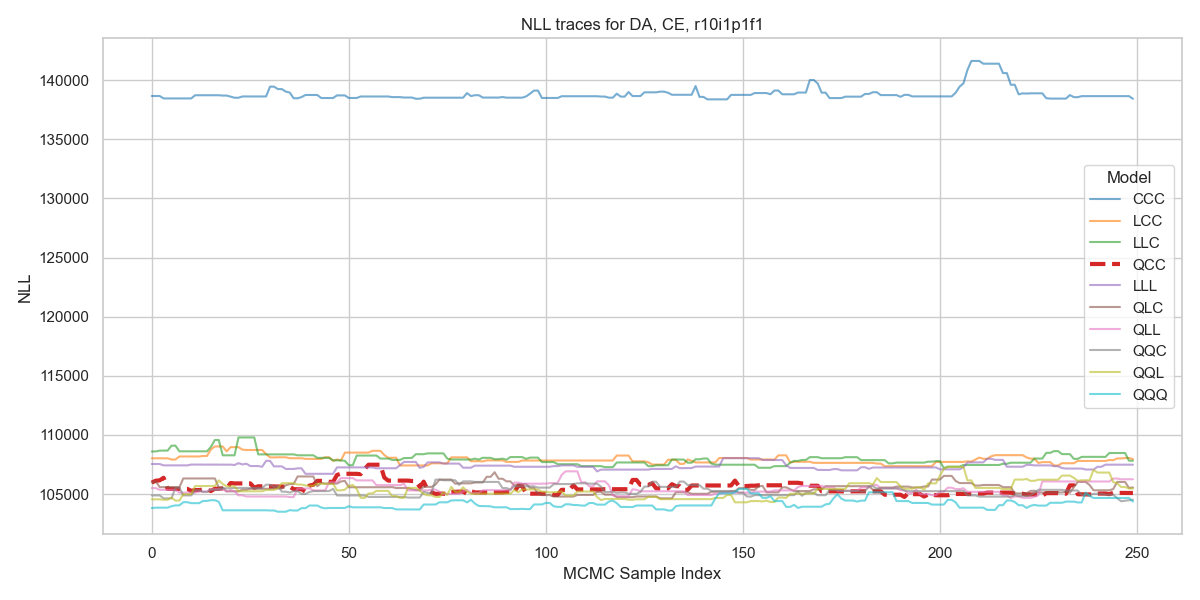 NLL traces for DA, CE, r10i1p1f1
NLL
140000
135000
130000
125000
120000
115000
110000
105000
0
50
100
150
200
250
MCMC Sample Index
Model
CCC
LCC
LLC
QCC
LLL
QLC
QLL
QQC
QQL
QQQ